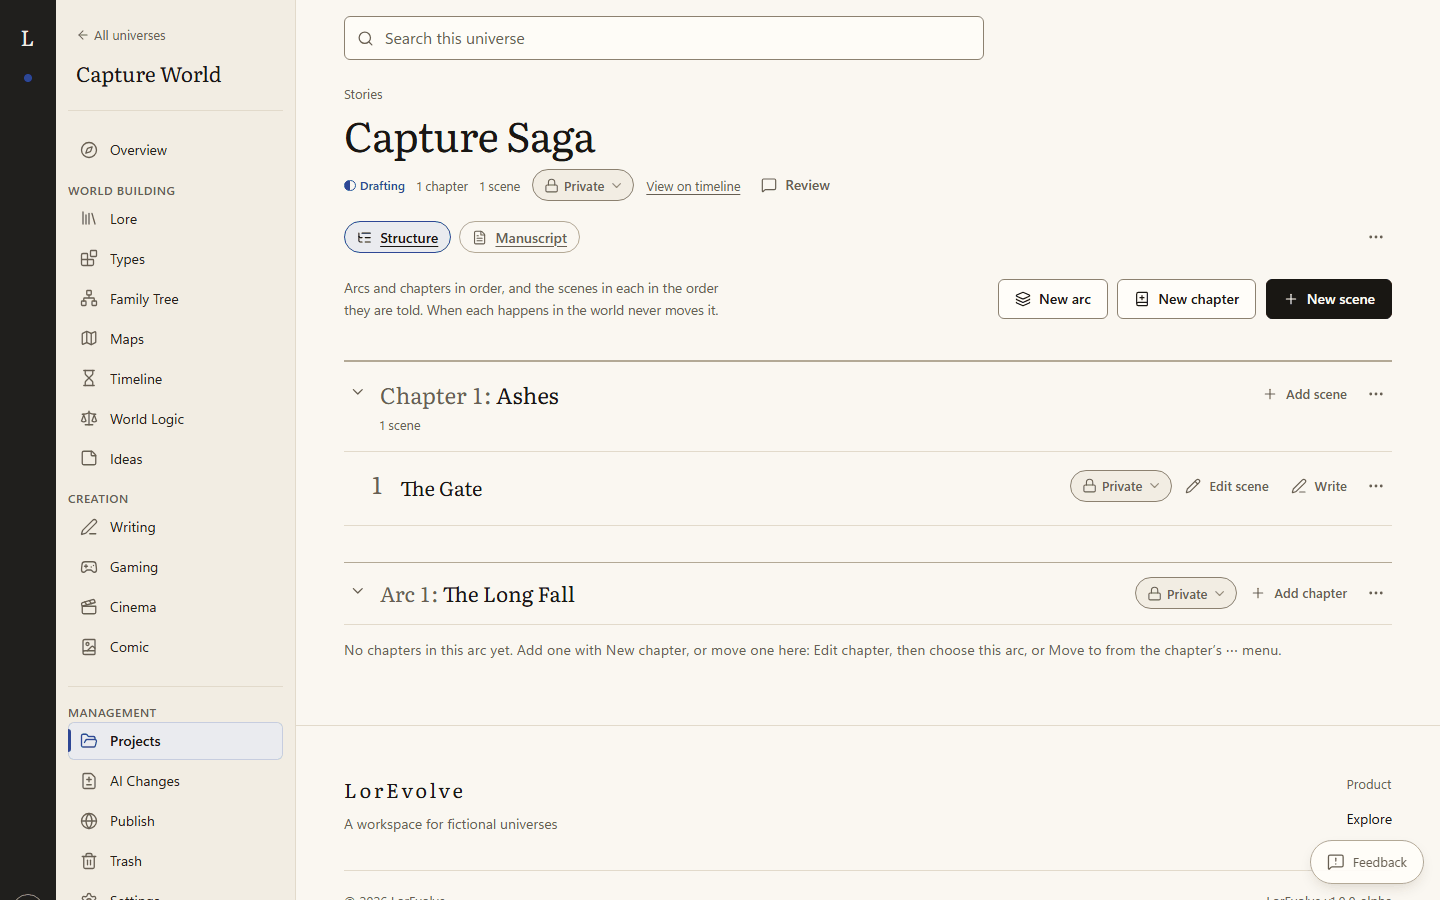 L
All universes
Capture World
Overview
WORLD BUILDING
Lore
Types
Family Tree
Maps
Timeline
World Logic
Ideas
CREATION
Writing
Gaming
Cinema
Comic
MANAGEMENT
Projects
AI Changes
Publish
Trash
Settings
Search this universe
Stories
Capture Saga
Drafting 1 chapter 1 scene Private View on timeline Review
Structure Manuscript
Arcs and chapters in order, and the scenes in each in the order
they are told. When each happens in the world never moves it.
New arc New chapter New scene
Chapter 1: Ashes Add scene
1 scene
1 The Gate Private Edit scene Write
Arc 1: The Long Fall Private Add chapter
No chapters in this arc yet. Add one with New chapter, or move one here: Edit chapter, then choose this arc, or Move to from the chapter’s ··· menu.
LorEvolve
A workspace for fictional universes
Product
Explore
Feedback
© 2026 LorEvolve